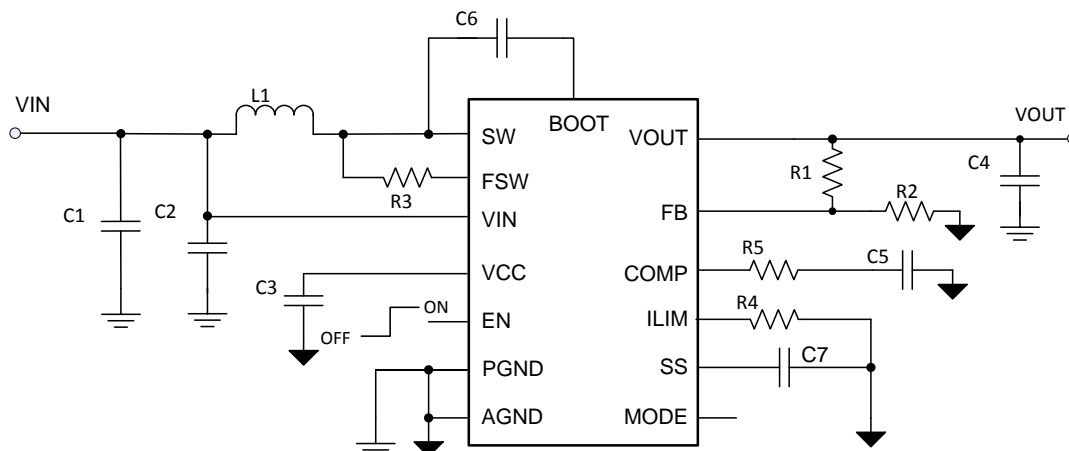 C6
VIN
L1
BOOT
SW
VOUT
VOUT
R1
C4
FSW
R3
R2
C1
C2
VIN
FB
VCC
COMP
R5
C5
C3
ON
OFF
EN
ILIM
R4
PGND
SS
C7
AGND
MODE